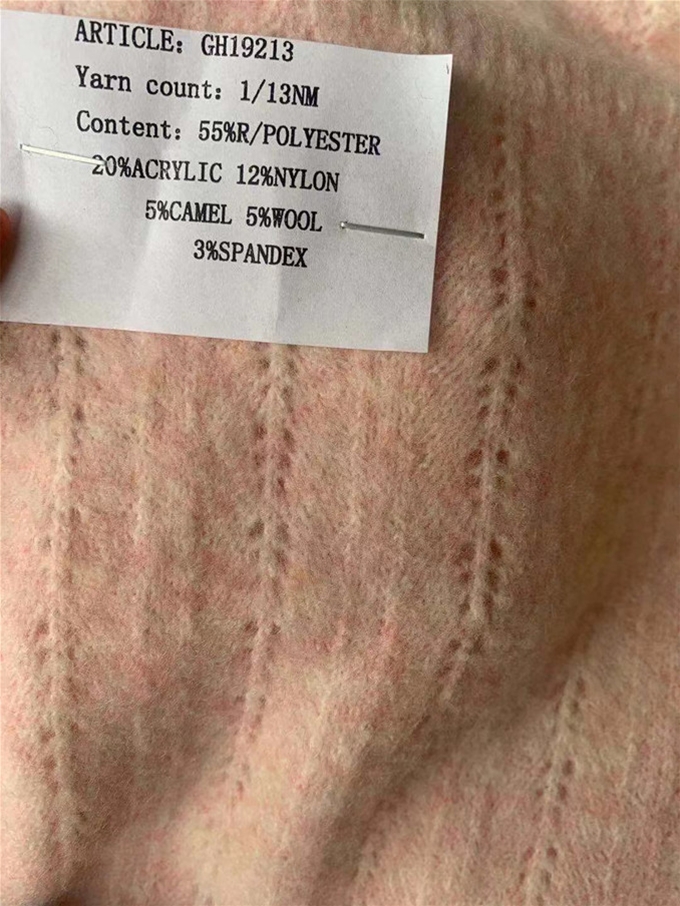 ARTICLE: GH19213
Yarn count: 1/13NM
Content: 55%R/POLYESTER
20%ACRYLIC 12%NYLON
5%CAMEL 5%WOOL
3%SPANDEX